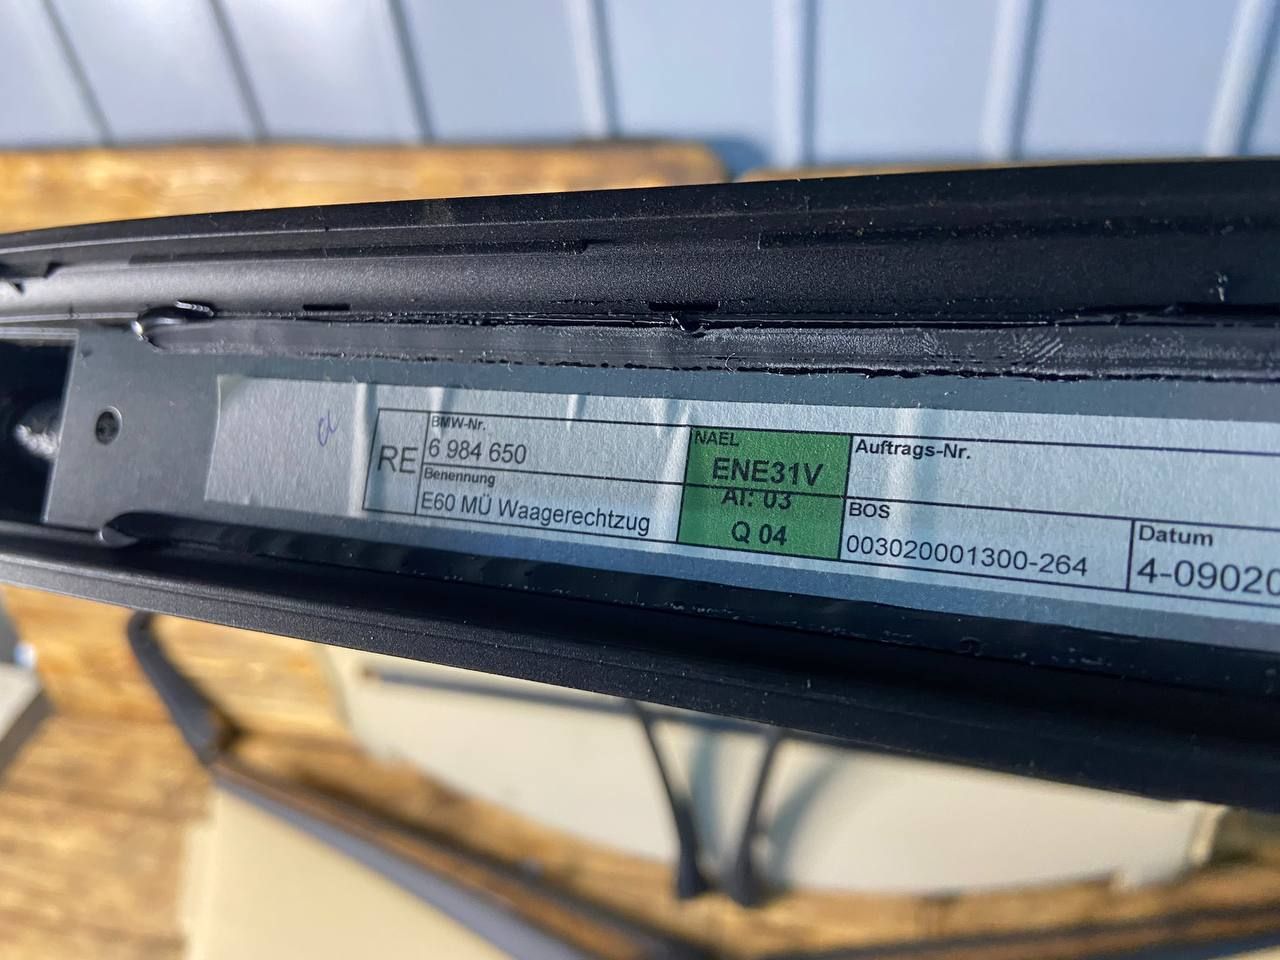 a
RE
BMW-Nr.
6 984 650
Benennung
E60 MÜ Waagerechtzug
NAEL
ENE31V
AI: 03
Q 04
Auftrags-Nr.
BOS
003020001300-264
Datum
4-09020